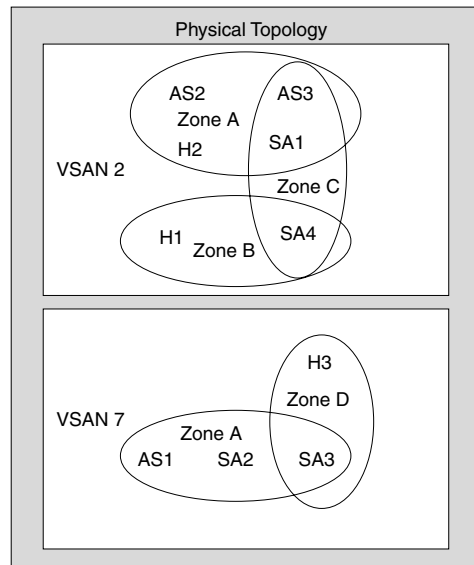 Physical Topology
AS2 AS3
Zone A
SA1
H2
VSAN 2
Zone C
H1 SA4
Zone B
H3
Zone D
VSAN 7
Zone A
AS1 SA2 SA3